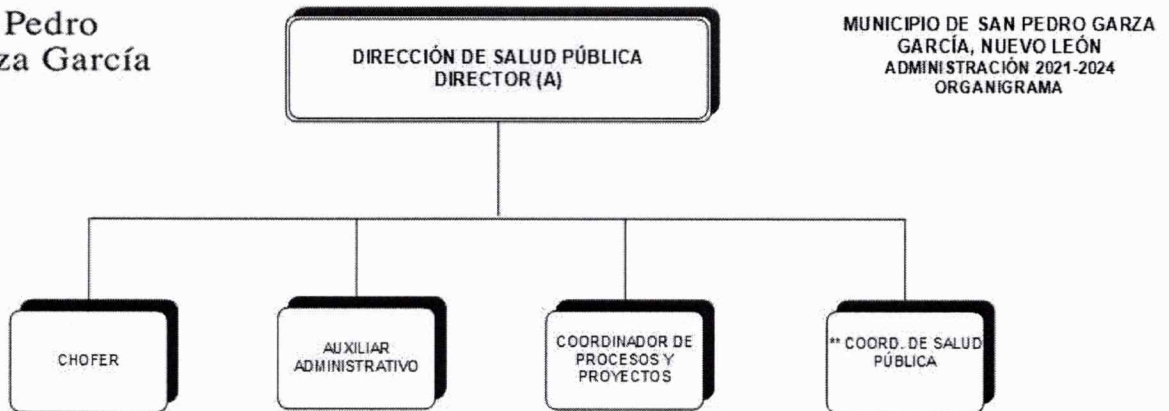 Pedro
za García
DIRECCIÓN DE SALUD PÚBLICA
DIRECTOR (A)
MUNICIPIO DE SAN PEDRO GARZA
GARCÍA, NUEVO LEÓN
ADMINISTRACIÓN 2021-2024
ORGANIGRAMA
CHOFER
AUXILIAR
ADMINISTRATIVO
COORDINADOR DE
PROCESOS Y
PROYECTOS
** COORD. DE SALUD
PÚBLICA